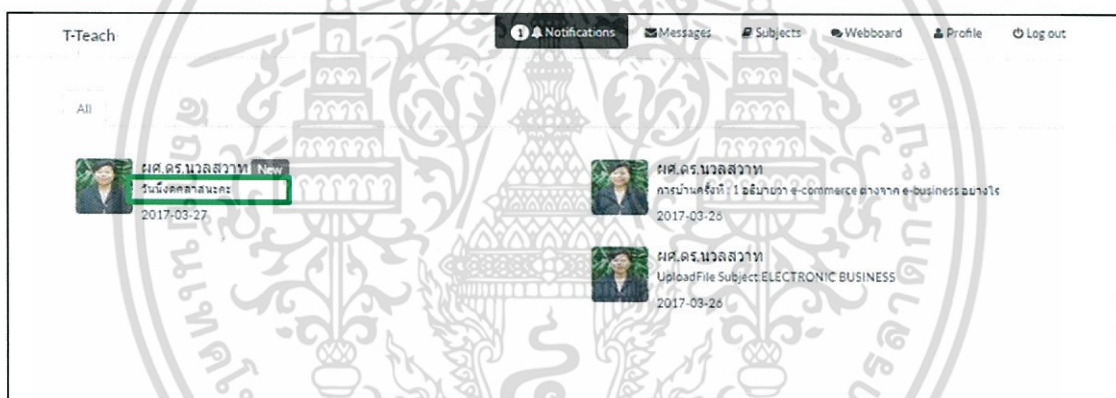 T-Teach
1 Notifications Messages Subjects Webboard Profile Log out
All
ผศ.ดร.นวลสวาท New
วันนี้งดคลาสนะคะ
2017-03-27
ผศ.ดร.นวลสวาท
การบ้านครั้งที่ : 1 อธิบายว่า e-commerce ต่างจาก e-business อย่างไร
2017-03-26
ผศ.ดร.นวลสวาท
UploadFile Subject:ELECTRONIC BUSINESS
2017-03-26